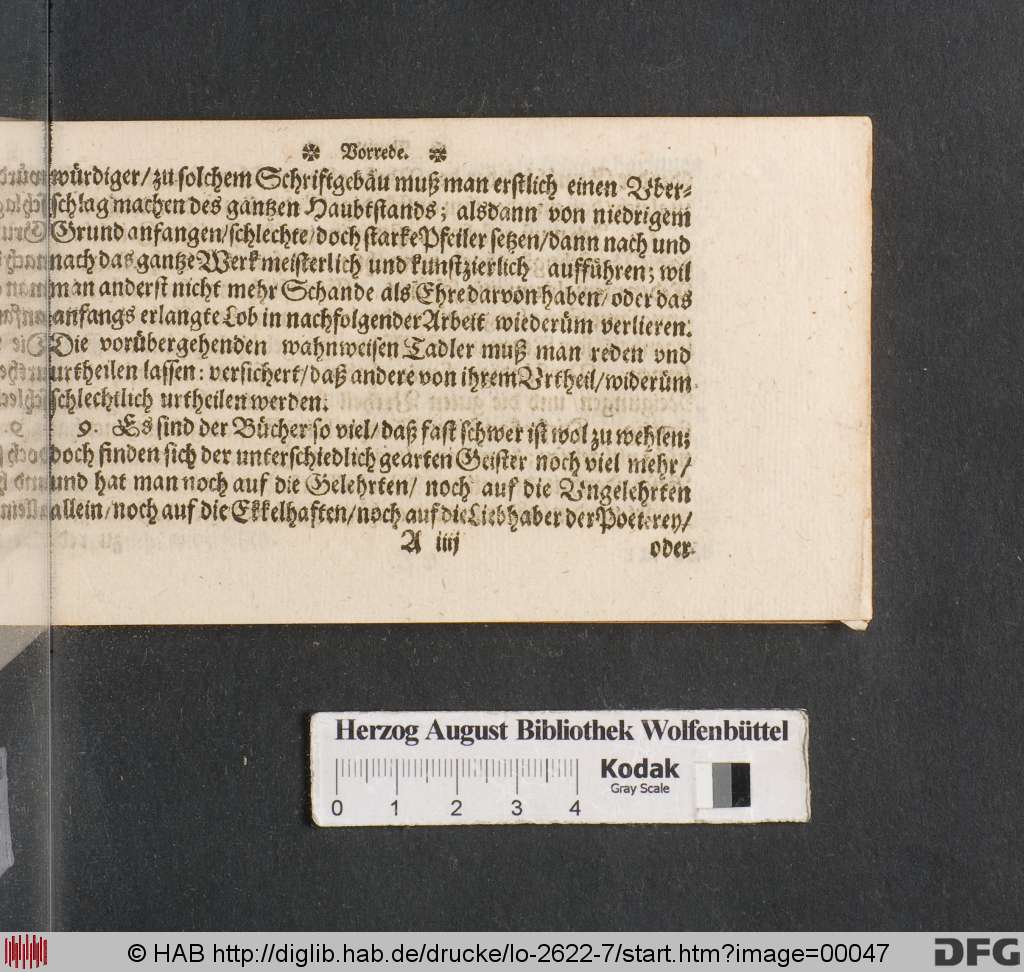 ✼ Vorrede. ✼
würdiger/zu solchem Schriftgebäu muß man erstlich einen Vber-
schlag machen des gantzen Haubtstands; alsdann von niedrigem
Grund anfangen/schlechte/doch starke Pfeiler setzen/dann nach und
nach das gantze Werk meisterlich und kunstzierlich aufführen; wil
man anderst nicht mehr Schande als Ehre darvon haben/oder das
anfangs erlangte Lob in nachfolgender Arbeit wiederüm verlieren.
Die vorübergehenden wahnweisen Tadler muß man reden vnd
urtheilen lassen: versichert/daß andere von ihrem Vrtheil/widerüm
schlechtlich urtheilen werden.
9. Es sind der Bücher so viel/daß fast schwer ist wol zu wehlen;
doch finden sich der unterschiedlich gearten Geister noch viel mehr/
und hat man noch auf die Gelehrten/ noch auf die Vngelehrten
allein/noch auf die Ekkelhaften/noch auf die Liebhaber der Poeterey/
A iiij oder
Herzog August Bibliothek Wolfenbüttel
Kodak
Gray Scale
0 1 2 3 4
© HAB http://diglib.hab.de/drucke/lo-2622-7/start.htm?image=00047
DFG